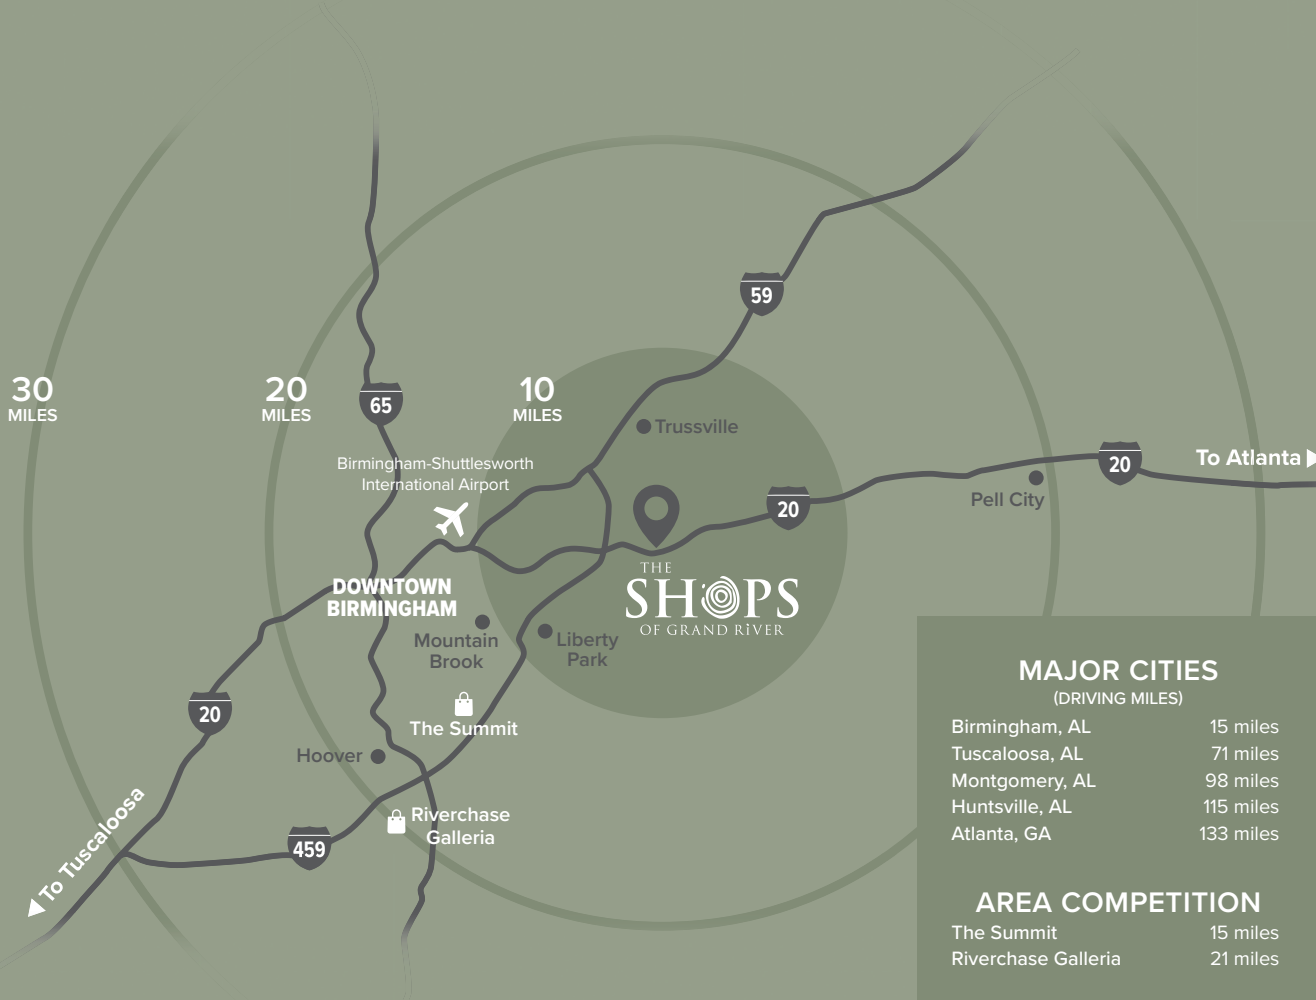 59
30
MILES
20
MILES
10
MILES
65
Trussville
Birmingham-Shuttlesworth
International Airport
20
To Atlanta
Pell City
20
THE
SHOPS
OF GRAND RIVER
DOWNTOWN
BIRMINGHAM
Mountain
Brook
Liberty
Park
The Summit
20
Hoover
Riverchase
Galleria
459
To Tuscaloosa
MAJOR CITIES
(DRIVING MILES)
Birmingham, AL 15 miles
Tuscaloosa, AL 71 miles
Montgomery, AL 98 miles
Huntsville, AL 115 miles
Atlanta, GA 133 miles
AREA COMPETITION
The Summit 15 miles
Riverchase Galleria 21 miles